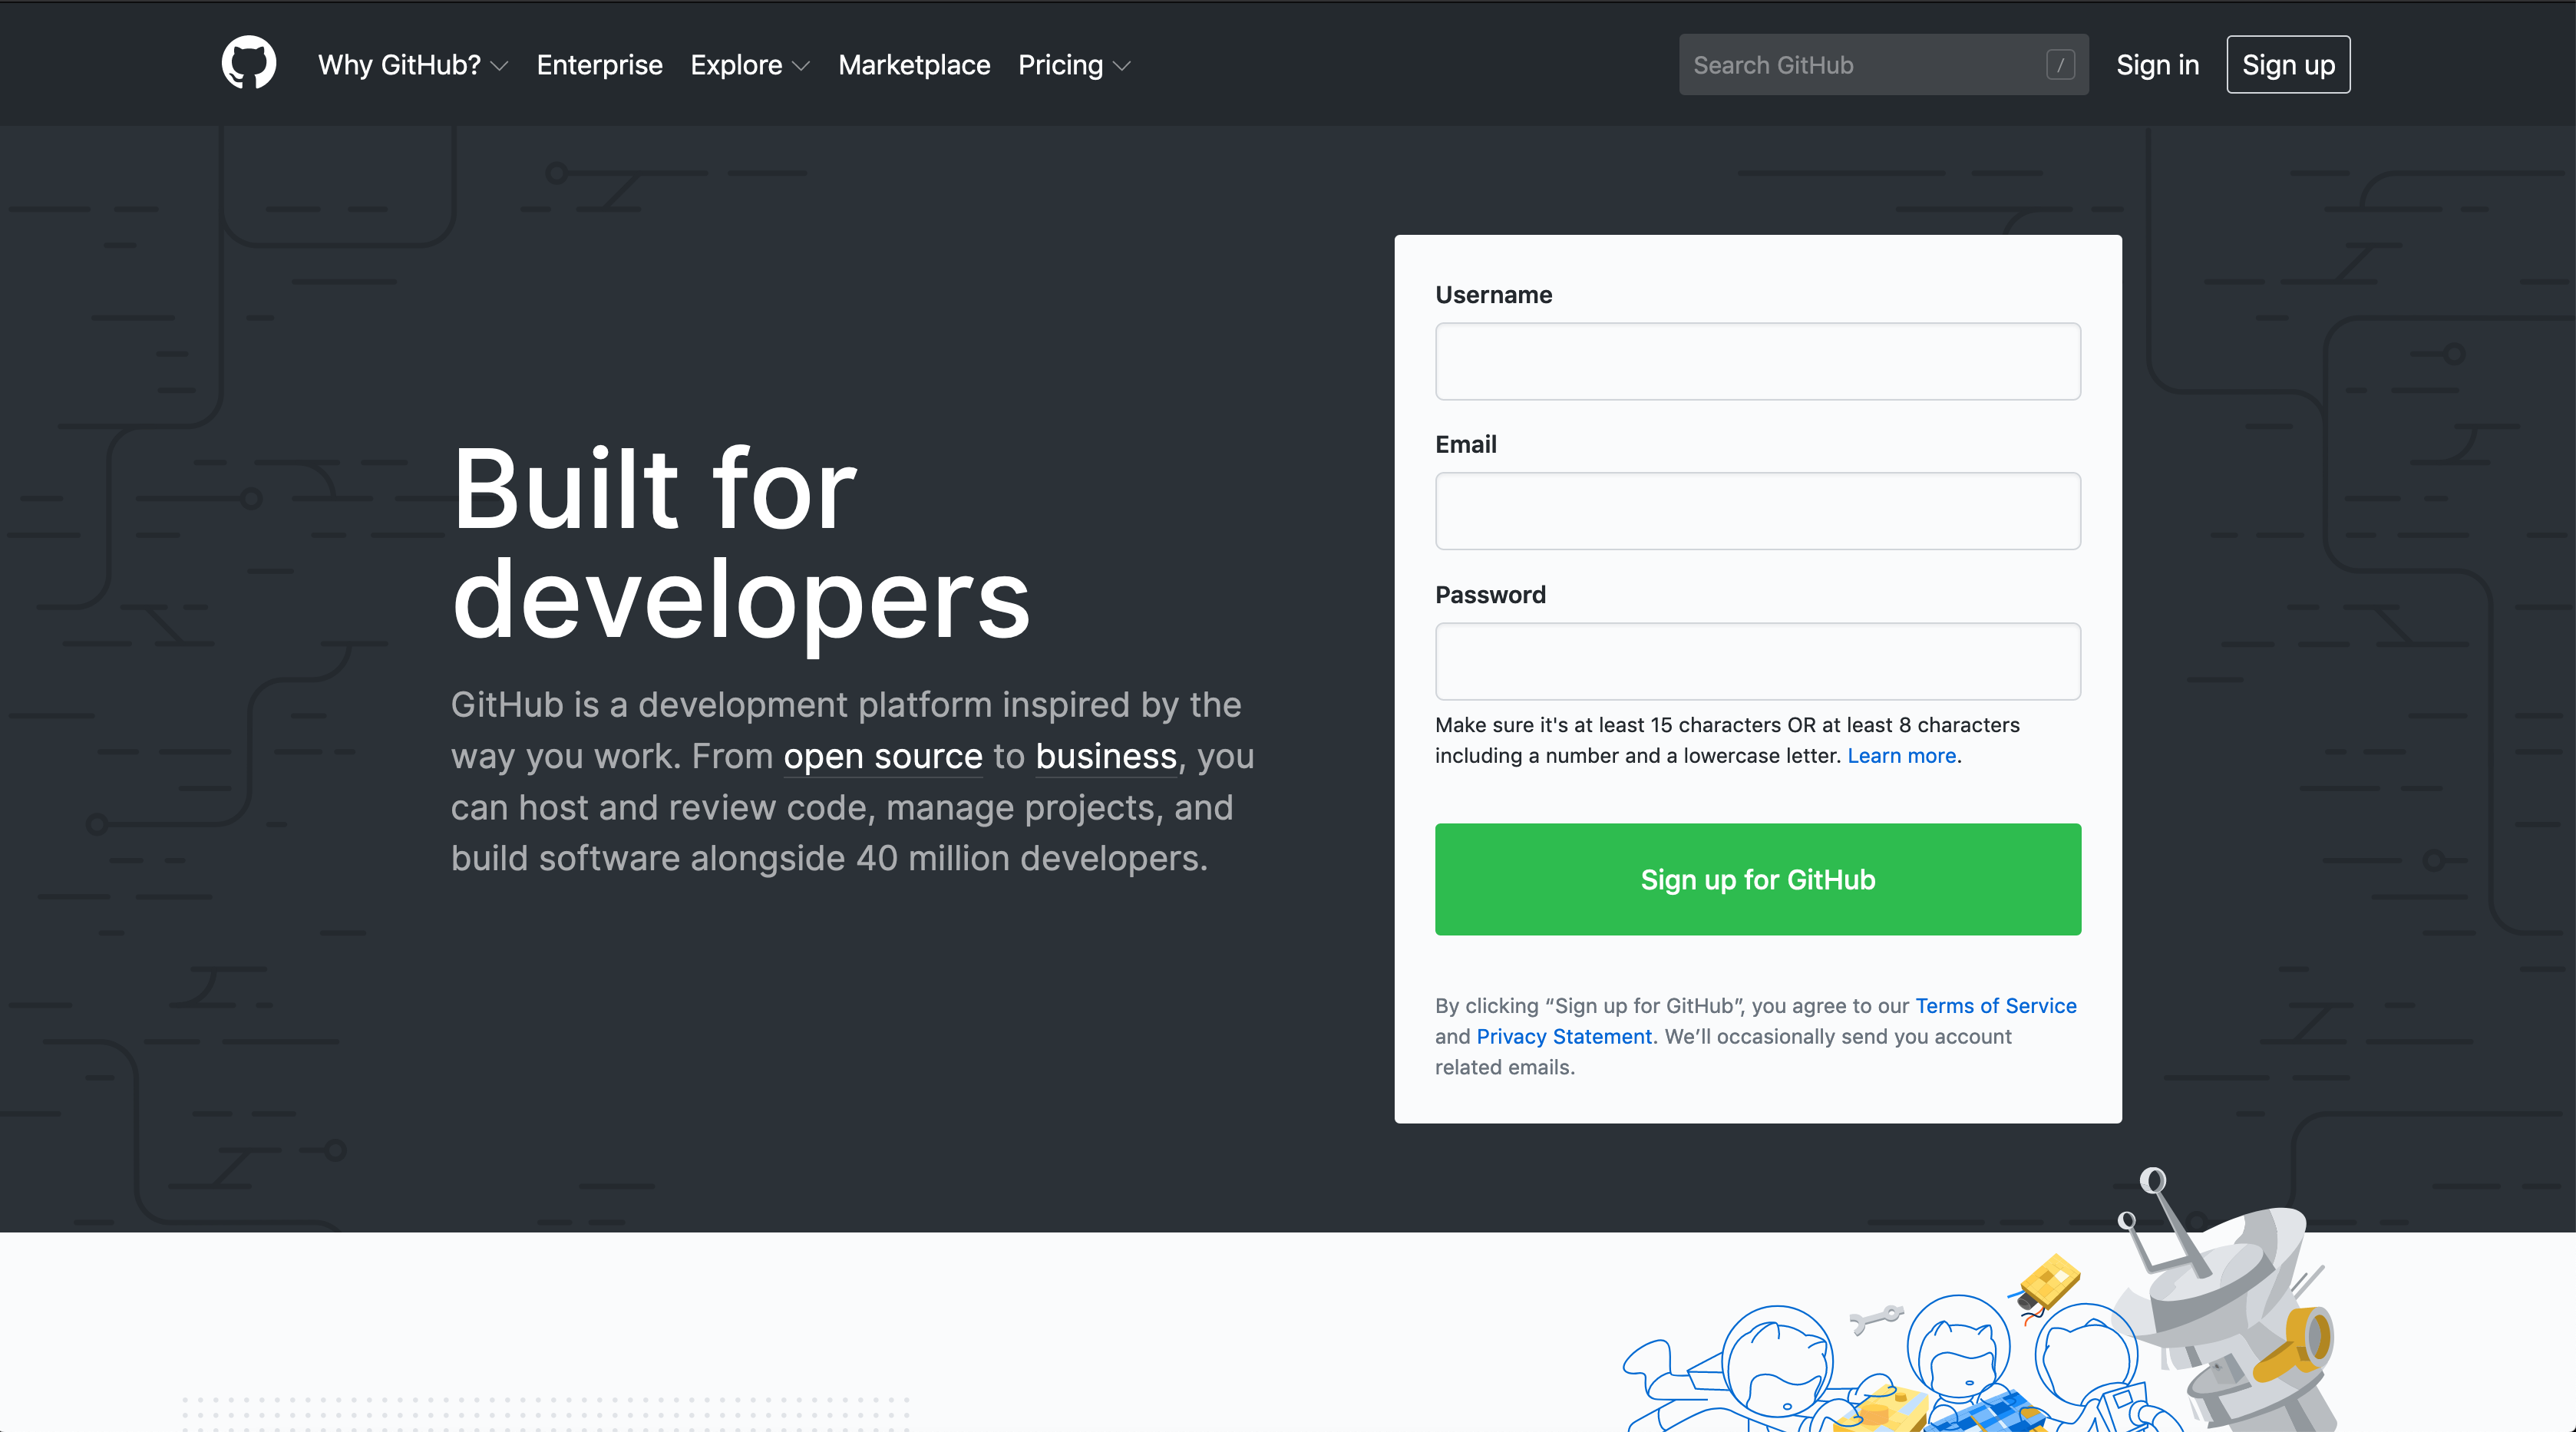 Why GitHub? Enterprise Explore Marketplace Pricing Search GitHub / Sign in Sign up
Built for
developers
GitHub is a development platform inspired by the
way you work. From open source to business, you
can host and review code, manage projects, and
build software alongside 40 million developers.
Username
Email
Password
Make sure it's at least 15 characters OR at least 8 characters
including a number and a lowercase letter. Learn more.
Sign up for GitHub
By clicking “Sign up for GitHub”, you agree to our Terms of Service
and Privacy Statement. We’ll occasionally send you account
related emails.